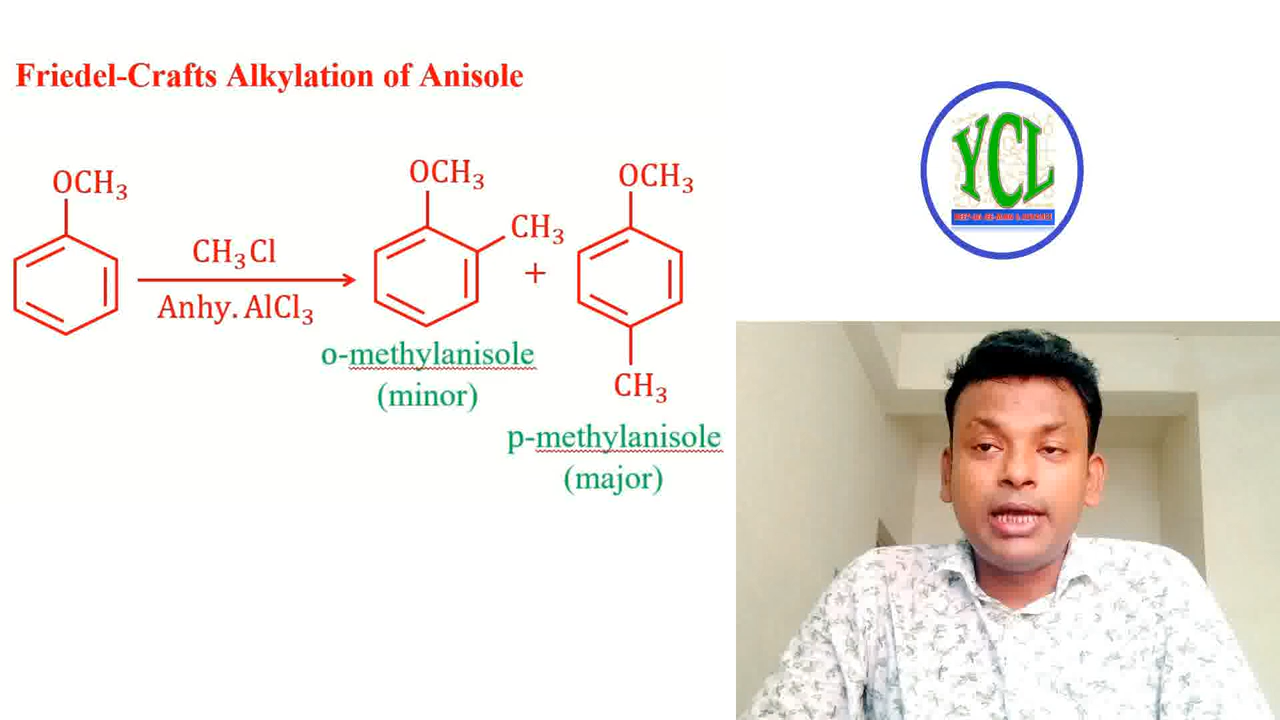 Friedel-Crafts Alkylation of Anisole
OCH₃
CH₃Cl
Anhy. AlCl₃
OCH₃
CH₃
+
o-methylanisole
(minor)
OCH₃
CH₃
p-methylanisole
(major)
YCL